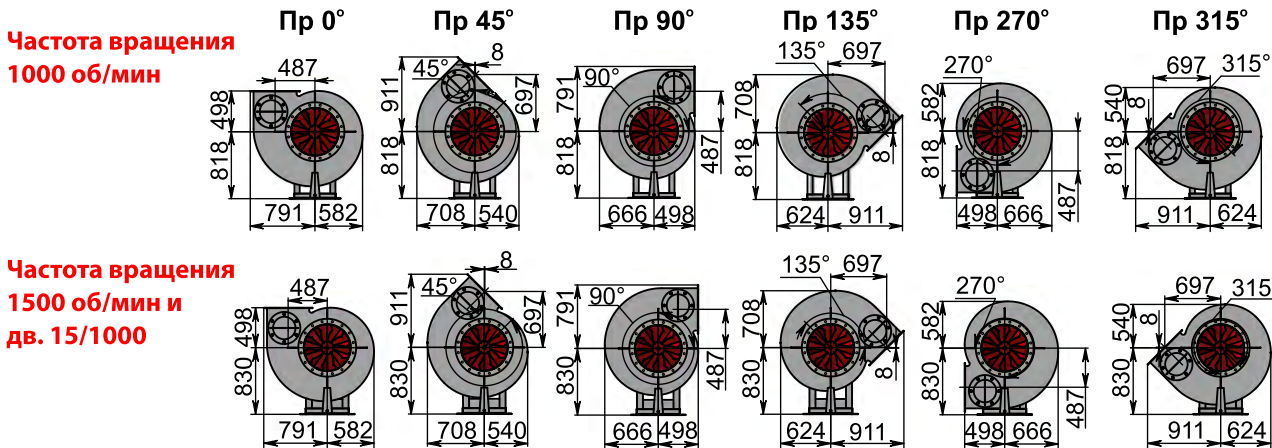 Пр 0° Пр 45° Пр 90° Пр 135° Пр 270° Пр 315°
Частота вращения
1000 об/мин
487 498 818 791 582
45° 8 911 697 818 708 540
90° 791 818 487 666 498
135° 697 708 818 8 624 911
270° 582 818 487 498 666
697 315° 540 8 818 911 624
Частота вращения
1500 об/мин и
дв. 15/1000
487 498 830 791 582
45° 8 911 697 830 708 540
90° 791 830 487 666 498
135° 697 708 830 8 624 911
270° 582 830 487 498 666
697 315 540 8 830 911 624